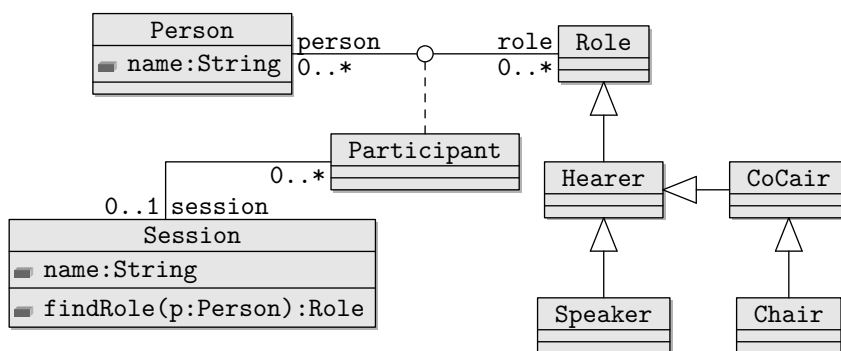 Person
name:String
person
0..*
role
0..*
Role
Participant
0..*
0..1 session
Session
name:String
findRole(p:Person):Role
Hearer
CoCair
Speaker
Chair